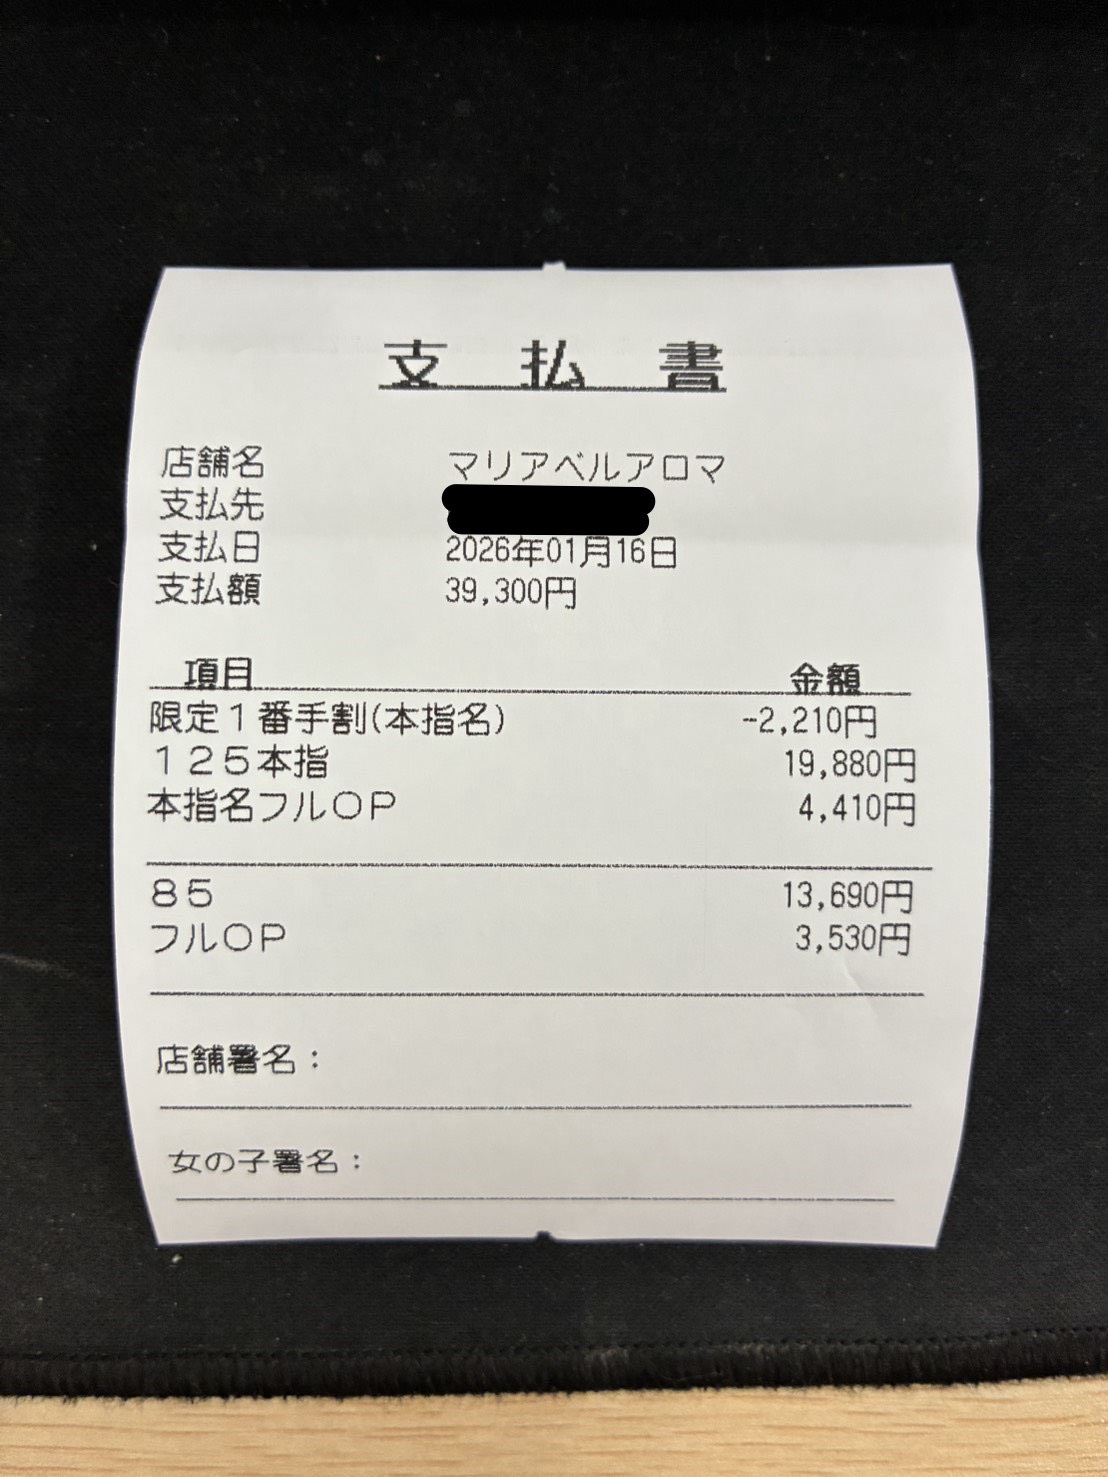 支払書
店舗名 マリアベルアロマ
支払先
支払日 2026年01月16日
支払額 39,300円
項目 金額
限定１番手割(本指名) -2,210円
１２５本指 19,880円
本指名フル〇Ｐ 4,410円
８５ 13,690円
フル〇Ｐ 3,530円
店舗署名：
女の子署名：